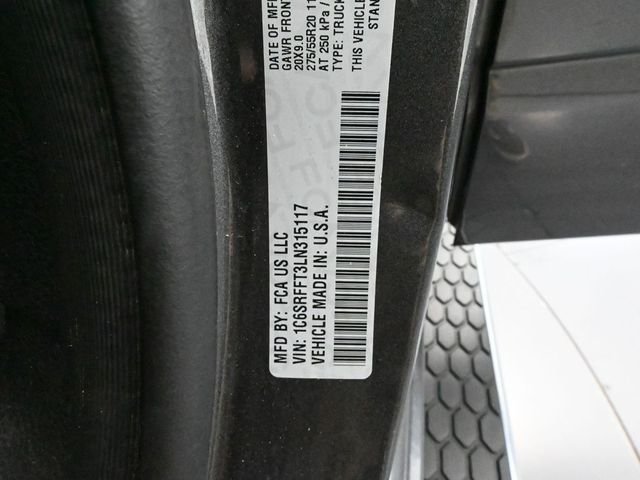 MFD BY: FCA US LLC
DATE OF MF
GAWR FRONT
20X9.0
275/55R20 11
AT 250 kPa /
TYPE: TRUCK
THIS VEHICLE
STAN
VIN: 1C6SRFFT3LN315117
VEHICLE MADE IN: U.S.A.